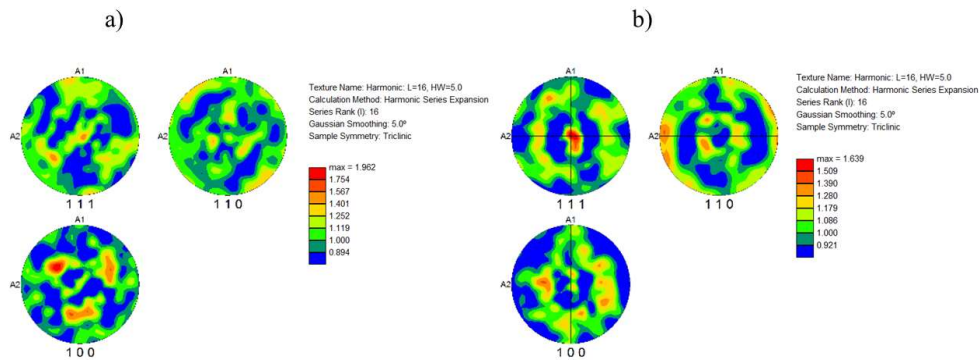 a)
A1
A2
1 1 1
A1
1 1 0
A1
A2
1 0 0
Texture Name: Harmonic: L=16, HW=5.0
Calculation Method: Harmonic Series Expansion
Series Rank (l): 16
Gaussian Smoothing: 5.0º
Sample Symmetry: Triclinic
max = 1.962
1.754
1.567
1.401
1.252
1.119
1.000
0.894
b)
A1
A2
1 1 1
A1
A2
1 1 0
A1
A2
1 0 0
Texture Name: Harmonic: L=16, HW=5.0
Calculation Method: Harmonic Series Expansion
Series Rank (l): 16
Gaussian Smoothing: 5.0º
Sample Symmetry: Triclinic
max = 1.639
1.509
1.390
1.280
1.179
1.086
1.000
0.921